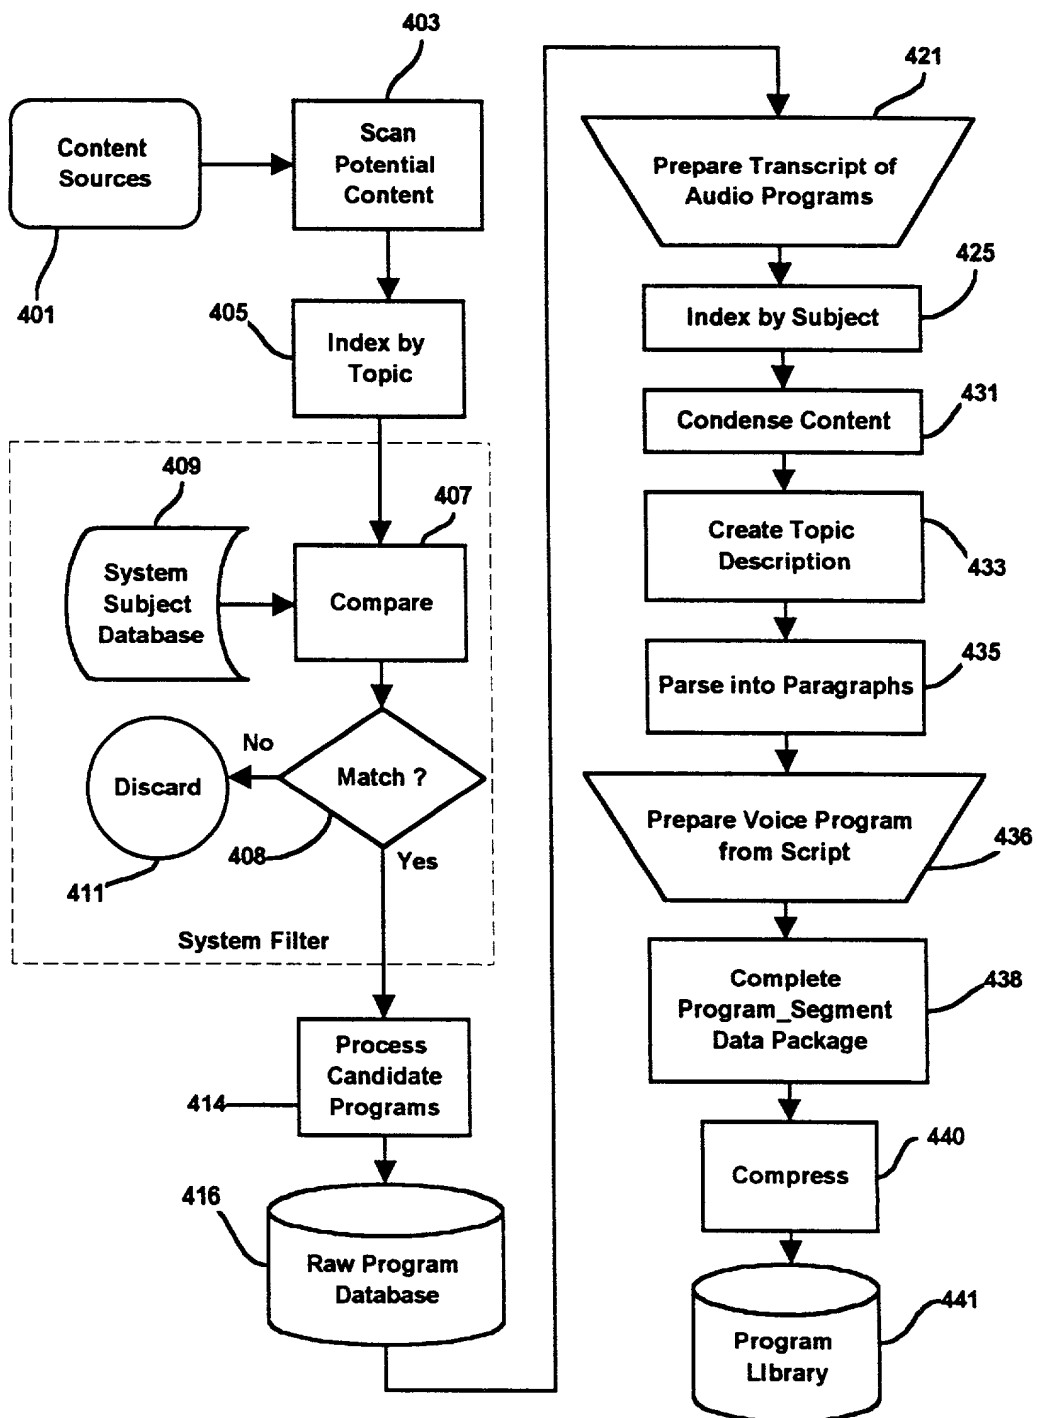 403
Content
Sources
401
Scan
Potential
Content
405
Index by
Topic
409
System
Subject
Database
407
Compare
No
Discard
411
Match ?
408
Yes
System Filter
Process
Candidate
Programs
414
416
Raw Program
Database
421
Prepare Transcript of
Audio Programs
425
Index by Subject
431
Condense Content
Create Topic
Description
433
435
Parse into Paragraphs
Prepare Voice Program
from Script
436
Complete
Program_Segment
Data Package
438
440
Compress
441
Program
Library